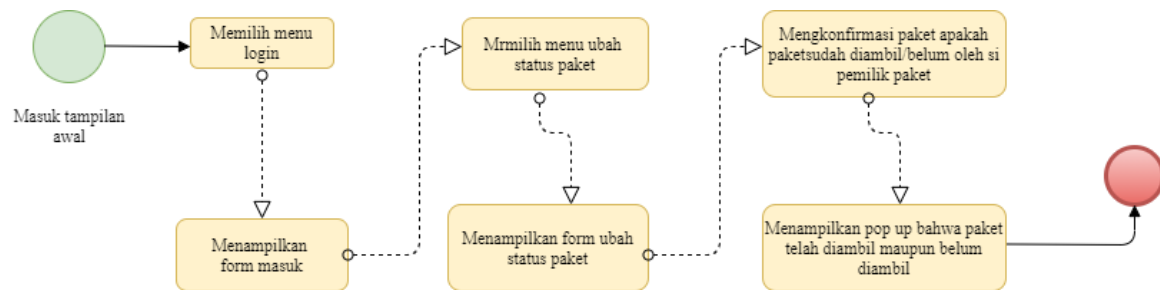 Masuk tampilan
awal
Memilih menu
login
Menampilkan
form masuk
Mrmilih menu ubah
status paket
Menampilkan form ubah
status paket
Mengkonfirmasi paket apakah
paketsudah diambil/belum oleh si
pemilik paket
Menampilkan pop up bahwa paket
telah diambil maupun belum
diambil